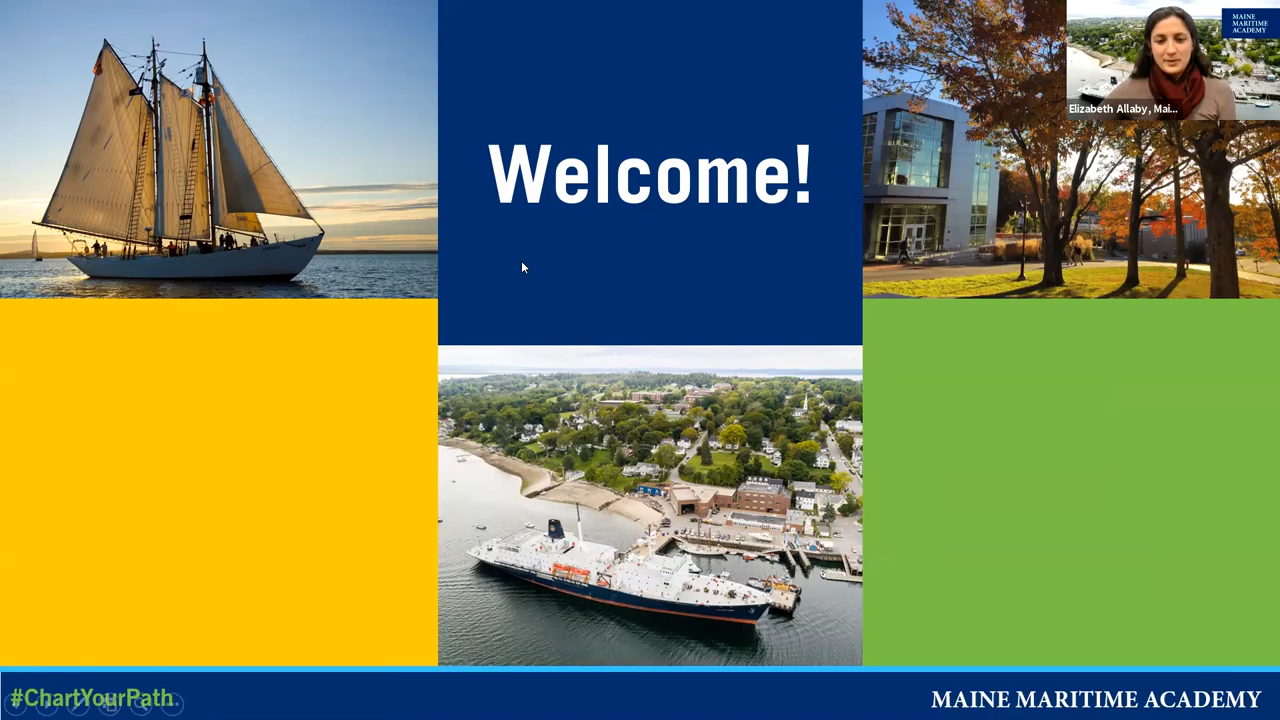 Welcome!
MAINE
MARITIME
ACADEMY
Elizabeth Allaby, Mai...
#ChartYourPath
MAINE MARITIME ACADEMY